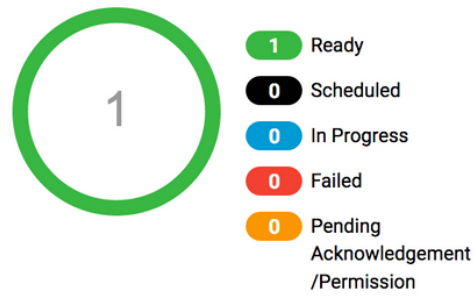 1
1 Ready
0 Scheduled
0 In Progress
0 Failed
0 Pending
Acknowledgement
/Permission